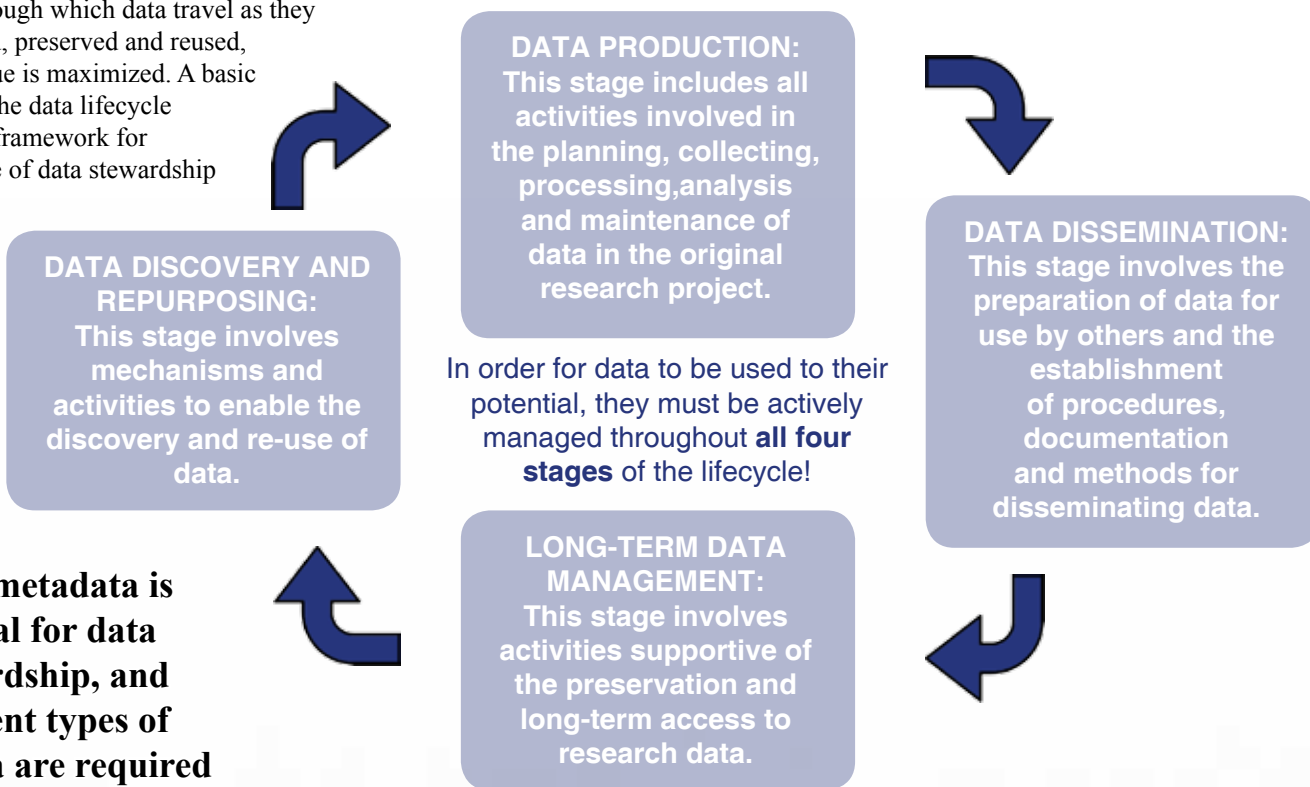 ough which data travel as they
, preserved and reused,
ue is maximized. A basic
he data lifecycle
framework for
e of data stewardship
DATA PRODUCTION:
This stage includes all
activities involved in
the planning, collecting,
processing,analysis
and maintenance of
data in the original
research project.
DATA DISSEMINATION:
This stage involves the
preparation of data for
use by others and the
establishment
of procedures,
documentation
and methods for
disseminating data.
DATA DISCOVERY AND
REPURPOSING:
This stage involves
mechanisms and
activities to enable the
discovery and re-use of
data.
In order for data to be used to their
potential, they must be actively
managed throughout all four
stages of the lifecycle!
LONG-TERM DATA
MANAGEMENT:
This stage involves
activities supportive of
the preservation and
long-term access to
research data.
metadata is
al for data
rdship, and
ent types of
a are required